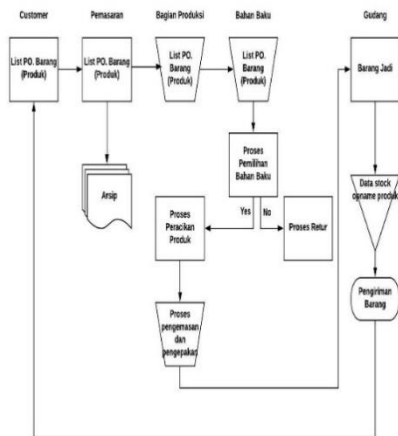 Customer
Pemasaran
Bagian Produksi
Bahan Baku
Gudang
List PO. Barang
(Produk)
List PO. Barang
(Produk)
List PO.
Barang
(Produk)
List PO.
Barang
(Produk)
Barang Jadi
Arsip
Proses
Pemilihan
Bahan Baku
Data stock
opname produk
Yes
No
Proses
Peracikan
Produk
Proses Retur
Pengiriman
Barang
Proses
pengemasan
dan
pengepakan